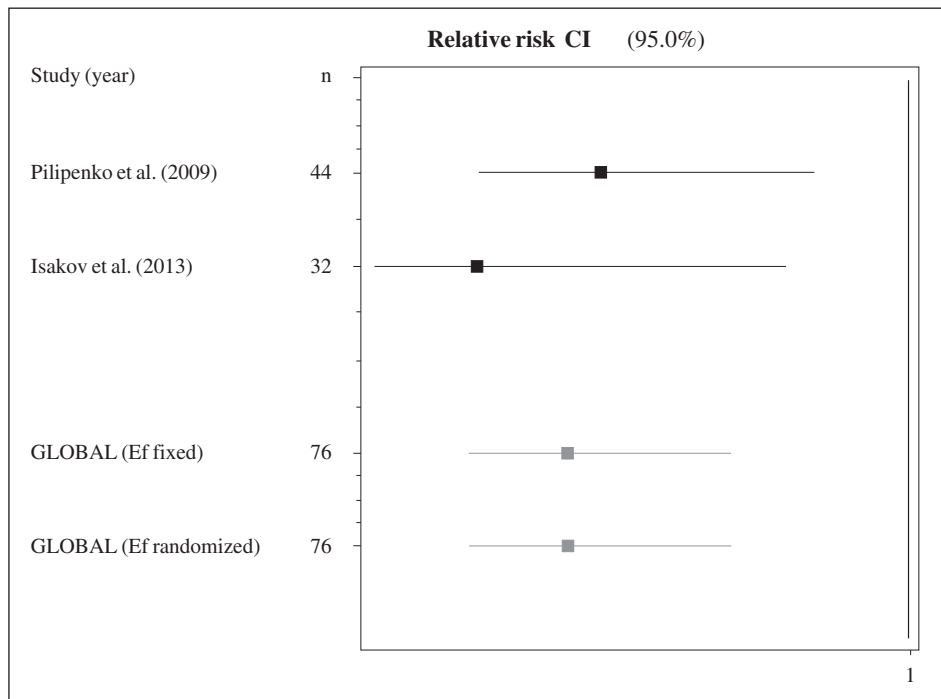 Relative risk CI (95.0%)
Study (year) n
Pilipenko et al. (2009) 44
Isakov et al. (2013) 32
GLOBAL (Ef fixed) 76
GLOBAL (Ef randomized) 76
1